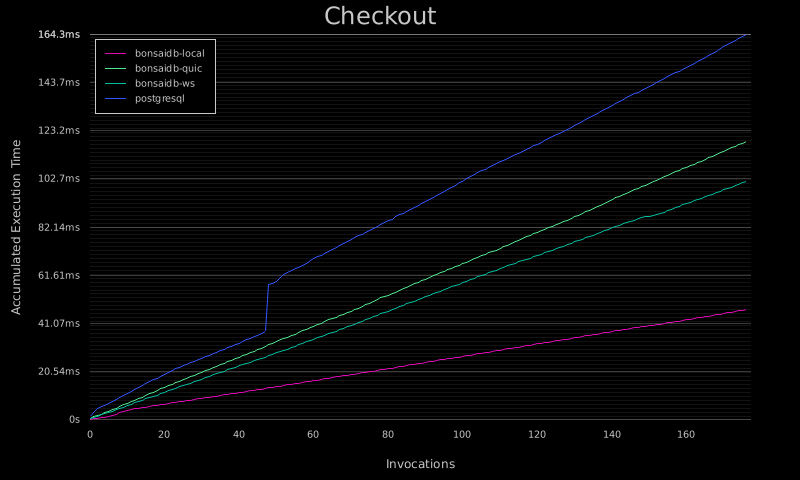 Checkout
164.3ms
143.7ms
123.2ms
102.7ms
82.14ms
61.61ms
41.07ms
20.54ms
0s
bonsaidb-local
bonsaidb-quic
bonsaidb-ws
postgresql
Accumulated Execution Time
0 20 40 60 80 100 120 140 160
Invocations